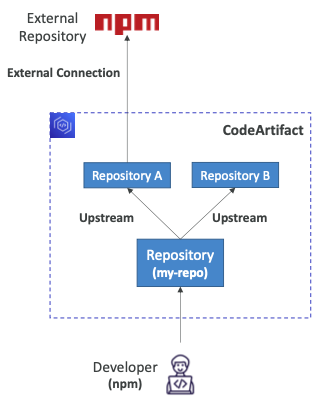 External
Repository
npm
External Connection
CodeArtifact
Repository A
Repository B
Upstream
Upstream
Repository
(my-repo)
Developer
(npm)